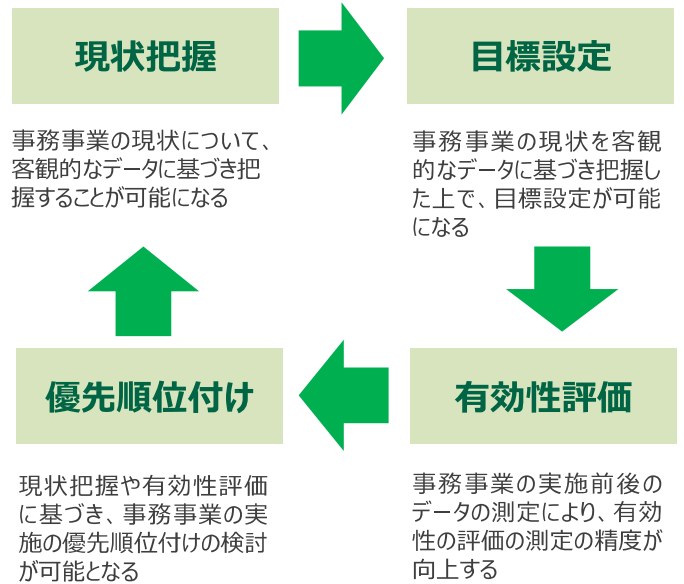 現状把握
目標設定
事務事業の現状について、
客観的なデータに基づき把
握することが可能になる
事務事業の現状を客観
的なデータに基づき把握し
た上で、目標設定が可能
になる
優先順位付け
有効性評価
現状把握や有効性評価
に基づき、事務事業の実
施の優先順位付けの検討
が可能となる
事務事業の実施前後の
データの測定により、有効
性の評価の測定の精度が
向上する